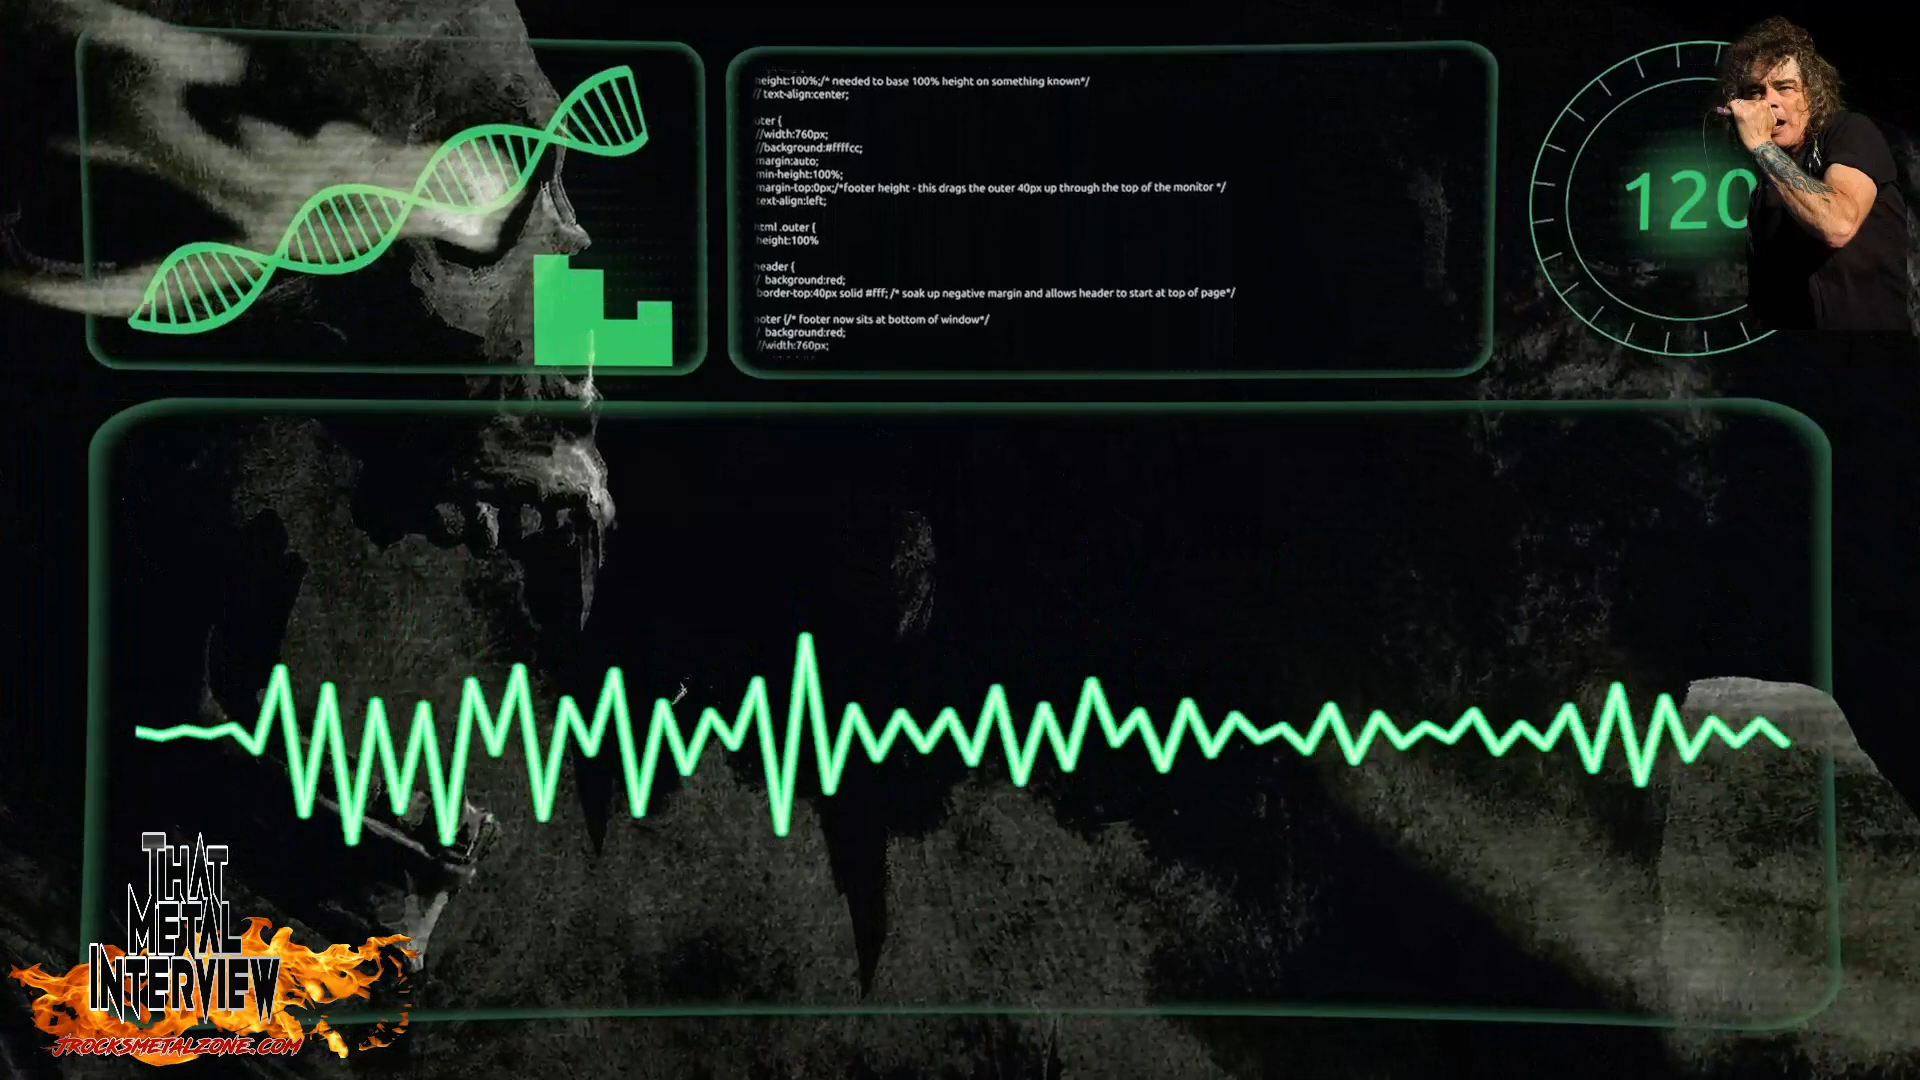 eight:100%;/* needed to base 100% height on something known*/
// text-align:center;
uter {
//width:760px;
//background:#ffffcc;
margin:auto;
min-height:100%;
margin-top:0px;/*footer height - this drags the outer 40px up through the top of the monitor */
text-align:left;
tml .outer {
height:100%
eader {
// background:red;
border-top:40px solid #fff; /* soak up negative margin and allows header to start at top of page*/
ooter {/* footer now sits at bottom of window*/
// background:red;
//width:760px;
120
THAT
METAL
INTERVIEW
JROCKSMETALZONE.COM